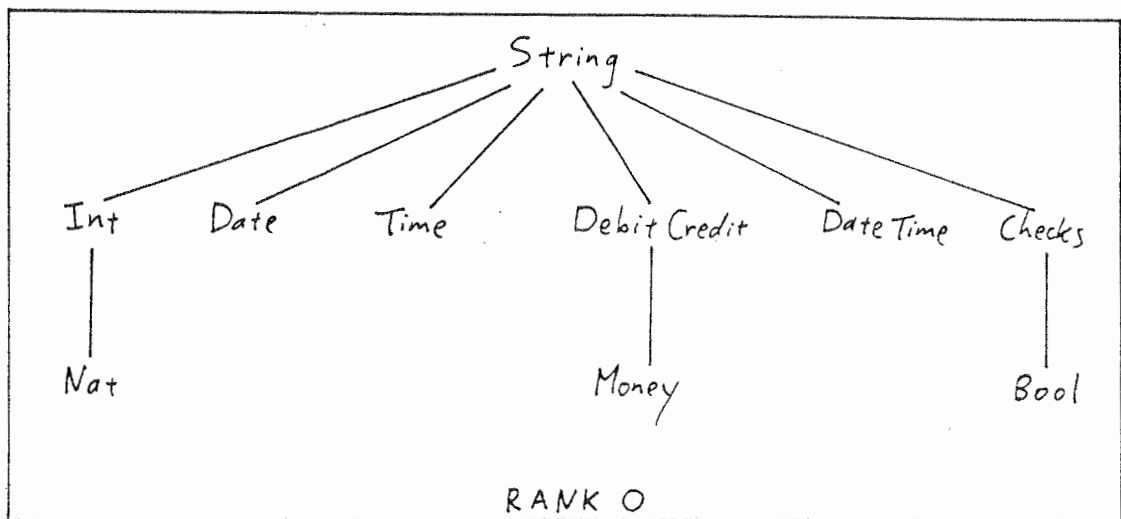 String
Int Date Time Debit Credit Date Time Checks
Nat Money Bool
RANK 0